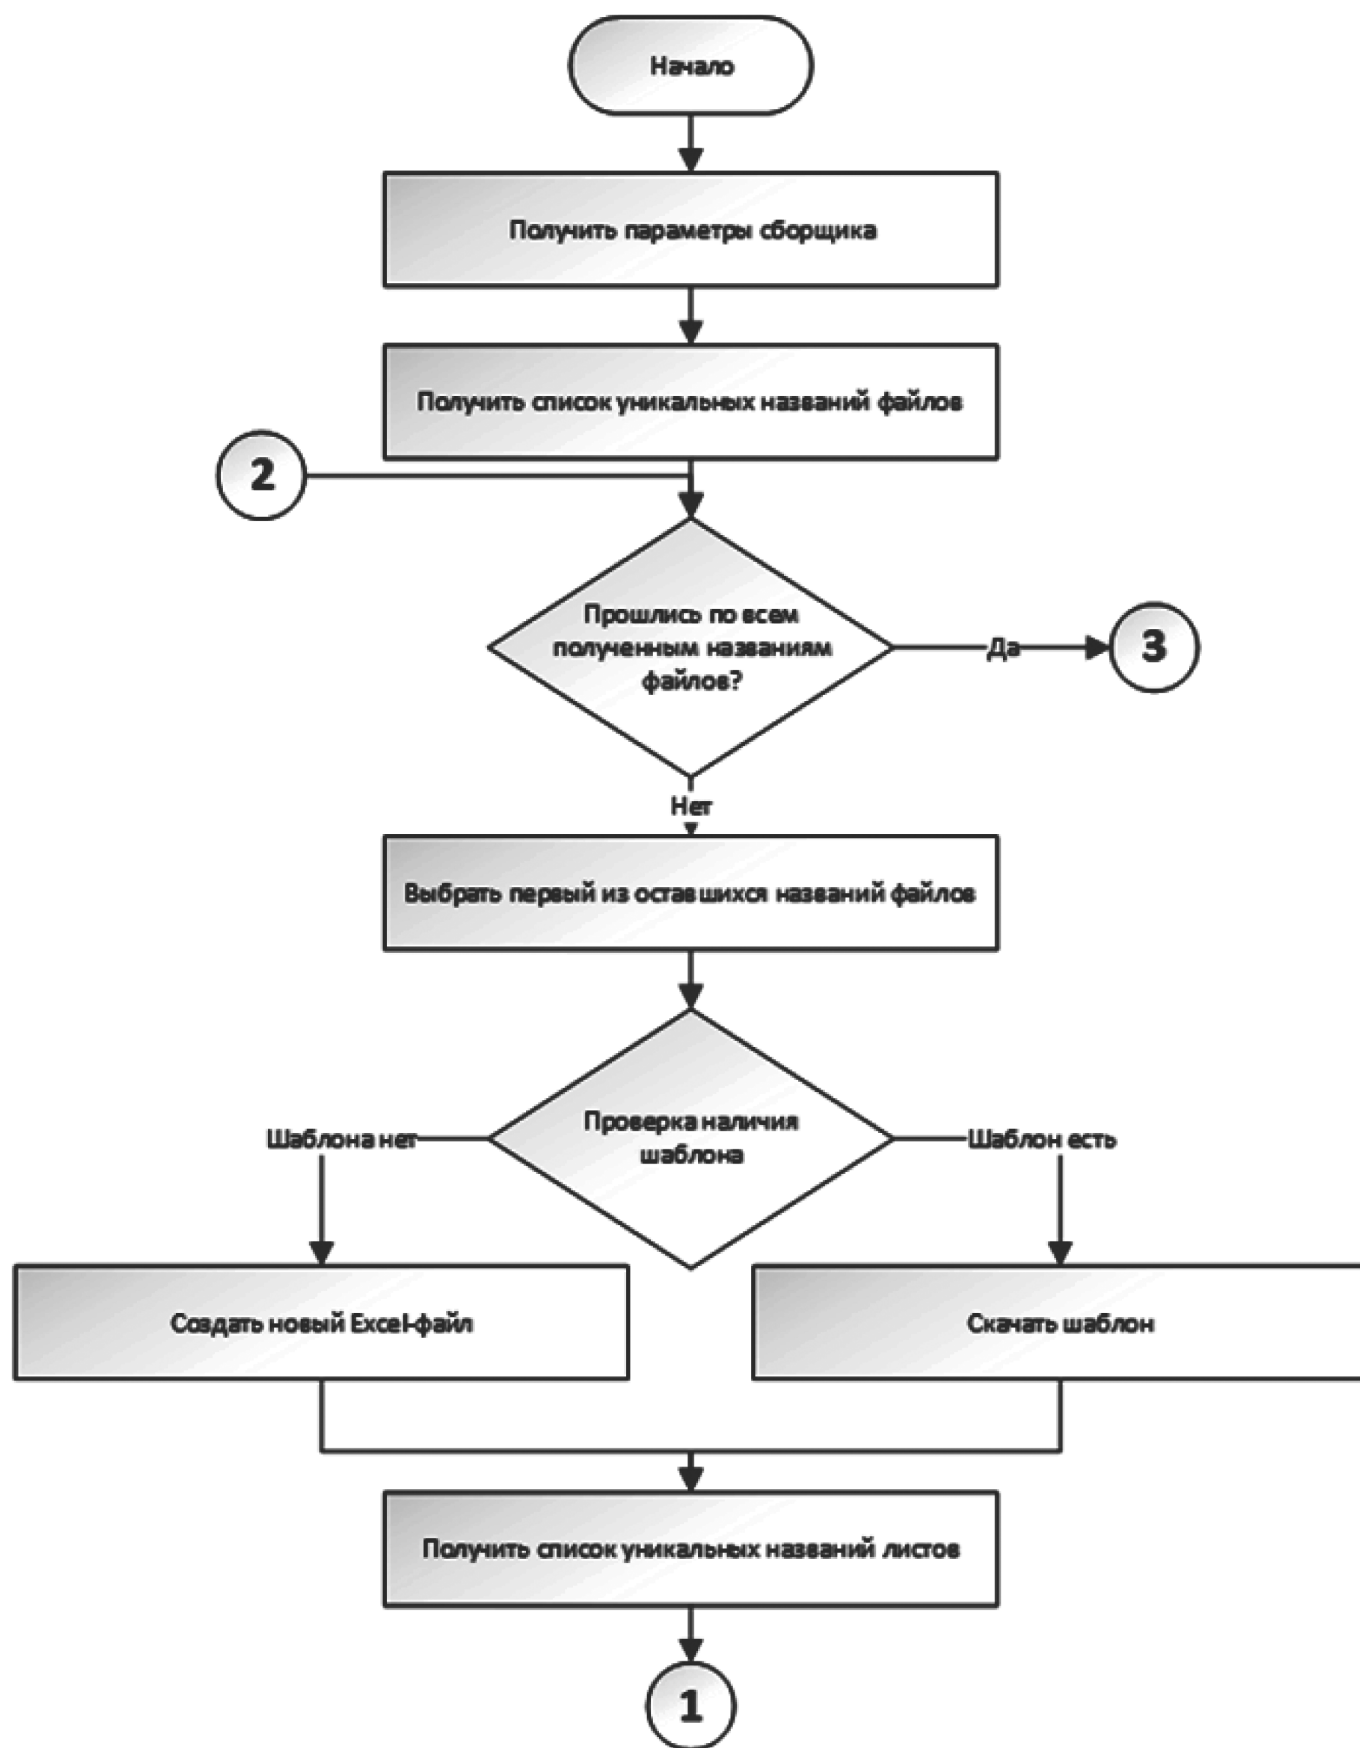 Начало
Получить параметры сборщика
Получить список уникальных названий файлов
2
Прошлись по всем
полученным названиям
файлов?
Да
3
Нет
Выбрать первый из оставшихся названий файлов
Проверка наличия
шаблона
Шаблона нет
Шаблон есть
Создать новый Excel-файл
Скачать шаблон
Получить список уникальных названий листов
1